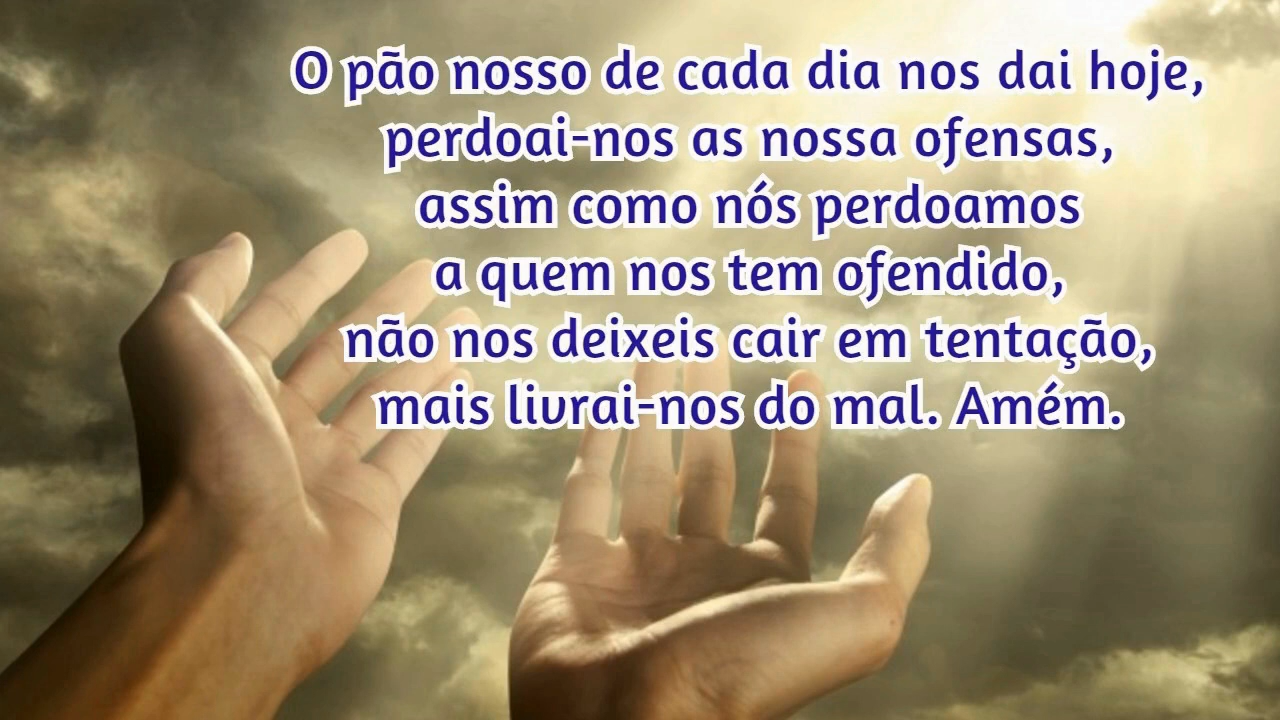 O pão nosso de cada dia nos dai hoje,
perdoai-nos as nossa ofensas,
assim como nós perdoamos
a quem nos tem ofendido,
não nos deixeis cair em tentação,
mais livrai-nos do mal. Amém.